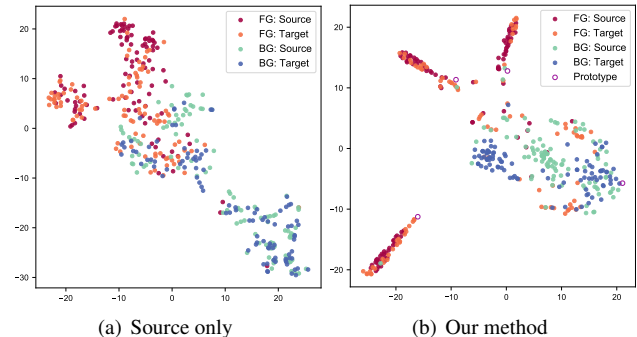 FG: Source
FG: Target
BG: Source
BG: Target
20
10
0
−10
−20
−30
−20
−10
0
10
20
(a) Source only
FG: Source
FG: Target
BG: Source
BG: Target
Prototype
20
10
0
−10
−20
−20
−10
0
10
20
(b) Our method